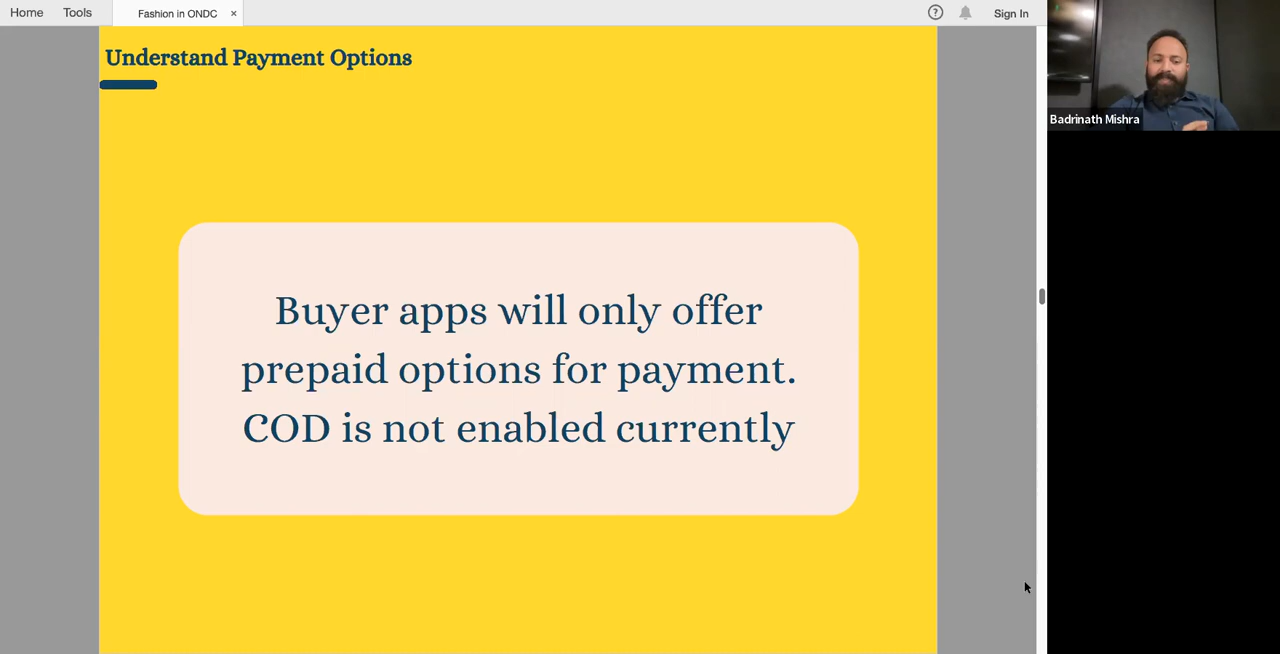 Home Tools Fashion in ONDC × ? Sign In
Understand Payment Options
Buyer apps will only offer
prepaid options for payment.
COD is not enabled currently
Badrinath Mishra